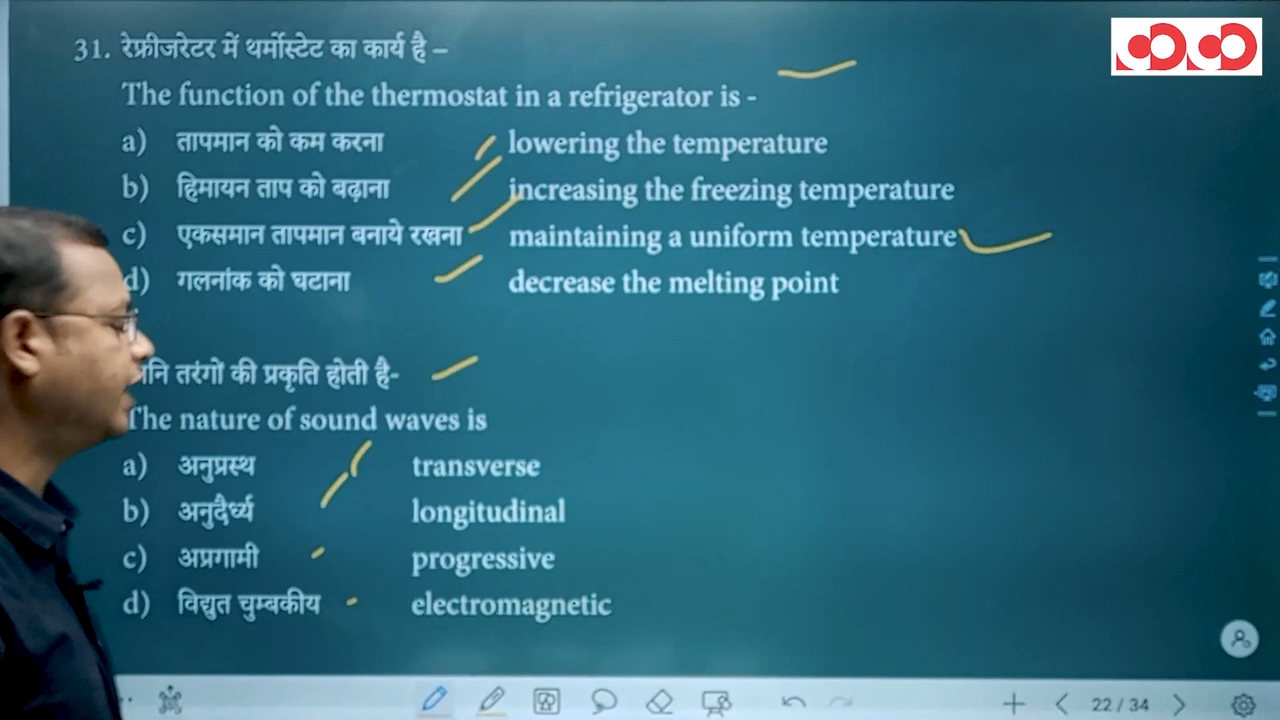 31. रेफ्रीजरेटर में थर्मोस्टेट का कार्य है –
The function of the thermostat in a refrigerator is -
a) तापमान को कम करना lowering the temperature
b) हिमायन ताप को बढ़ाना increasing the freezing temperature
c) एकसमान तापमान बनाये रखना maintaining a uniform temperature
d) गलनांक को घटाना decrease the melting point
तरंगों की प्रकृति होती है-
The nature of sound waves is
a) अनुप्रस्थ transverse
b) अनुदैर्ध्य longitudinal
c) अप्रगामी progressive
d) विद्युत चुम्बकीय electromagnetic
22 / 34